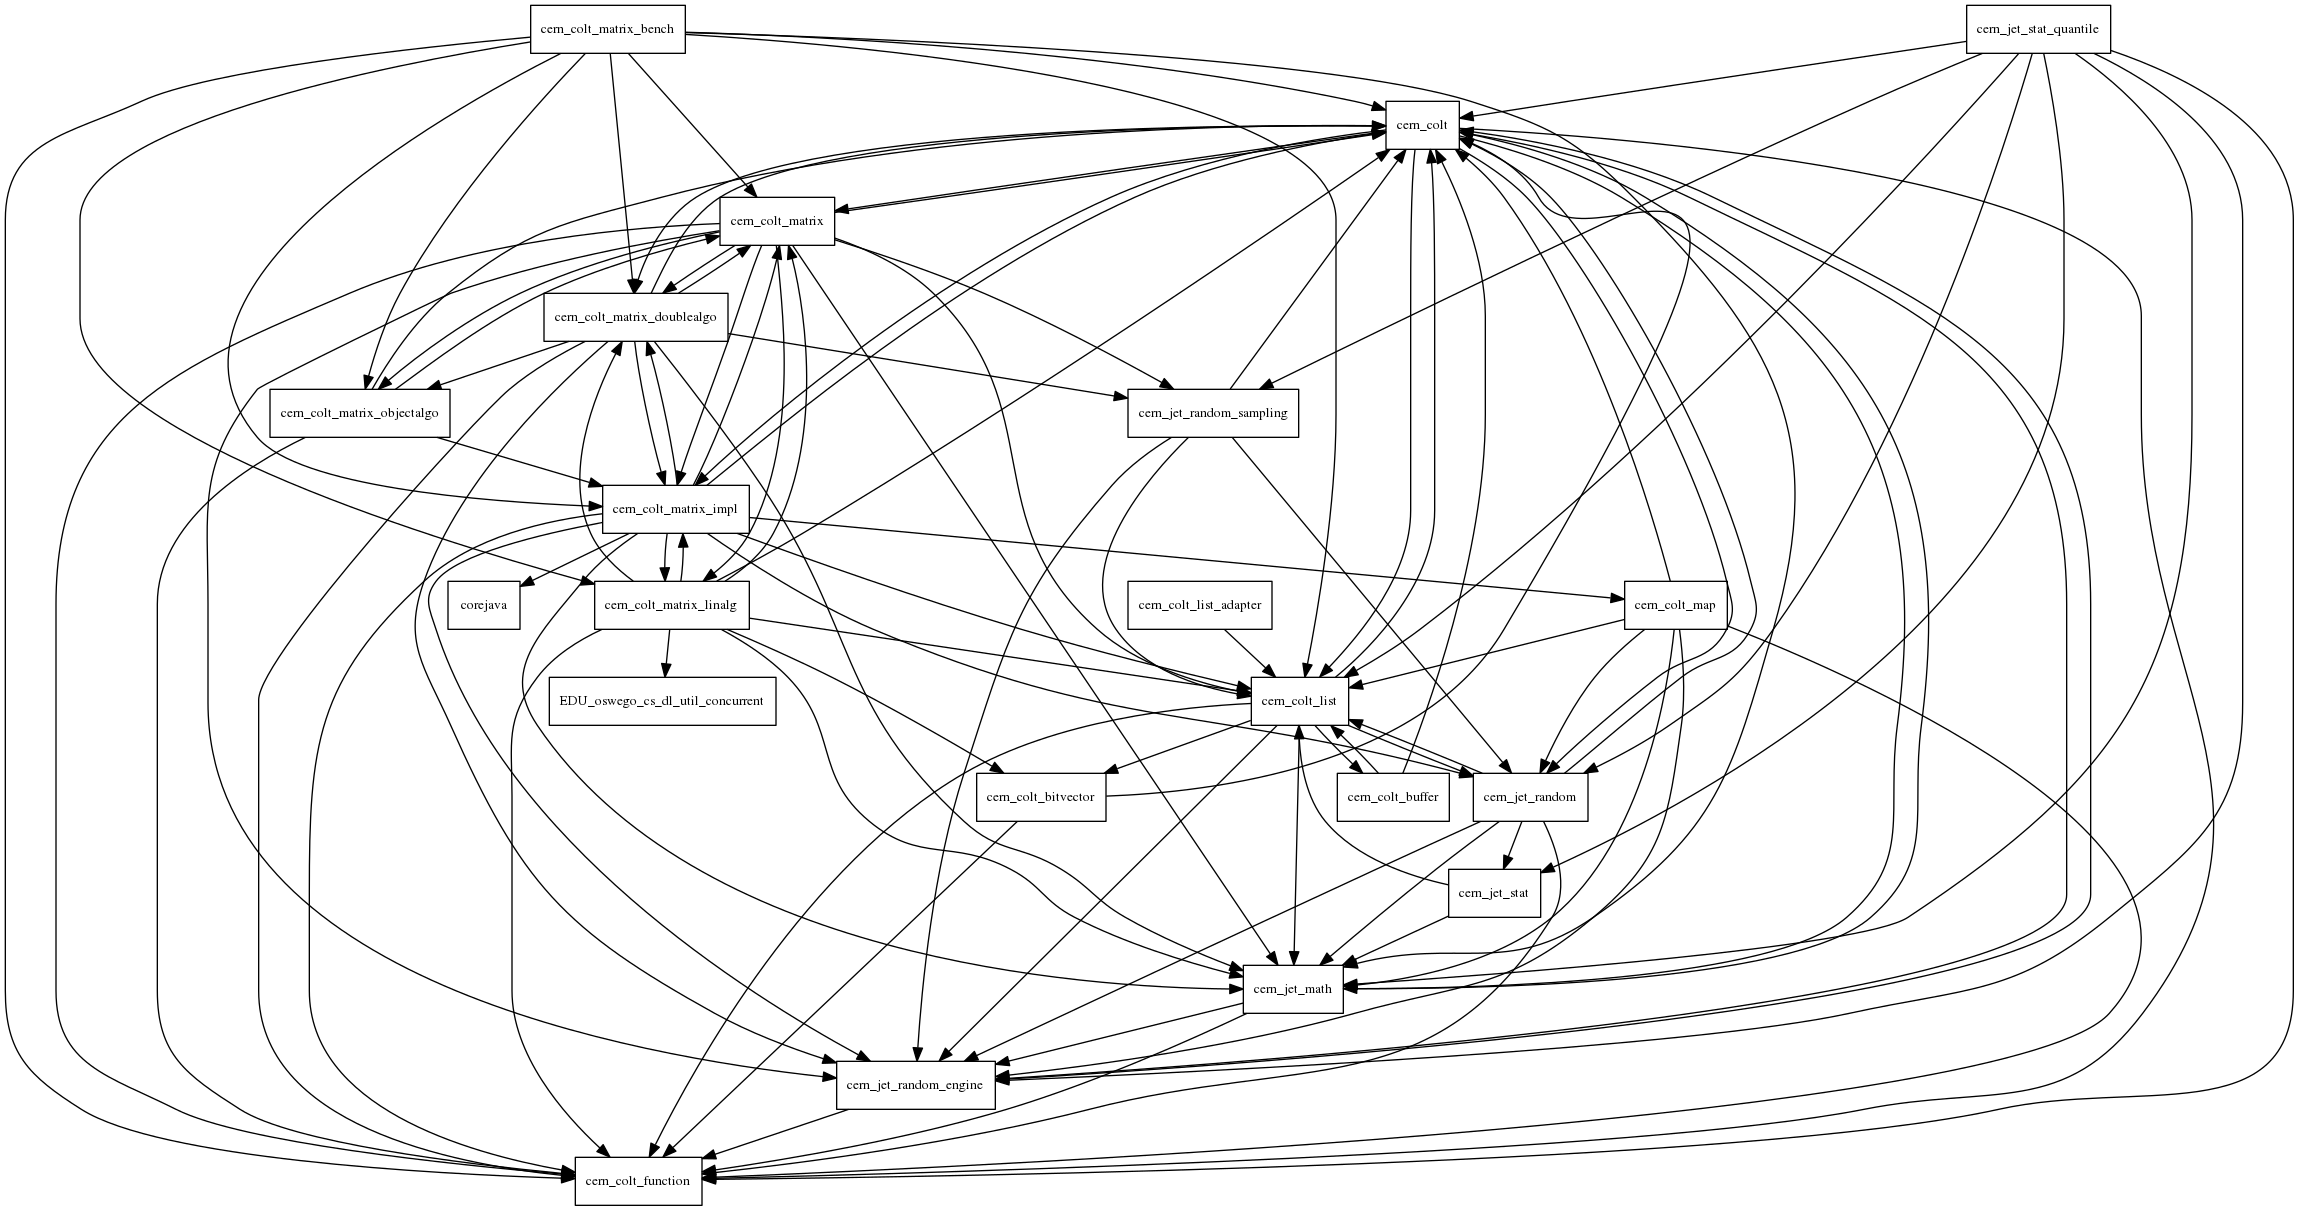 cern_colt_matrix_bench
cern_jet_stat_quantile
cern_colt
cern_colt_matrix
cern_colt_matrix_doublealgo
cern_colt_matrix_objectalgo
cern_jet_random_sampling
cern_colt_matrix_impl
corejava
cern_colt_matrix_linalg
cern_colt_list_adapter
cern_colt_map
EDU_oswego_cs_dl_util_concurrent
cern_colt_list
cern_colt_bitvector
cern_colt_buffer
cern_jet_random
cern_jet_stat
cern_jet_math
cern_jet_random_engine
cern_colt_function